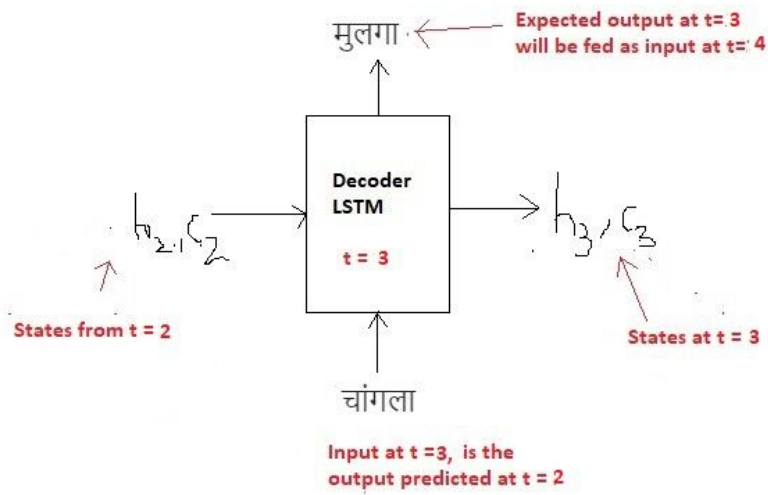 मुलगा
Expected output at t= 3
will be fed as input at t= 4
Decoder
LSTM
t = 3
h2, c2
h3, c3
States from t = 2
States at t = 3
चांगला
Input at t =3, is the
output predicted at t = 2